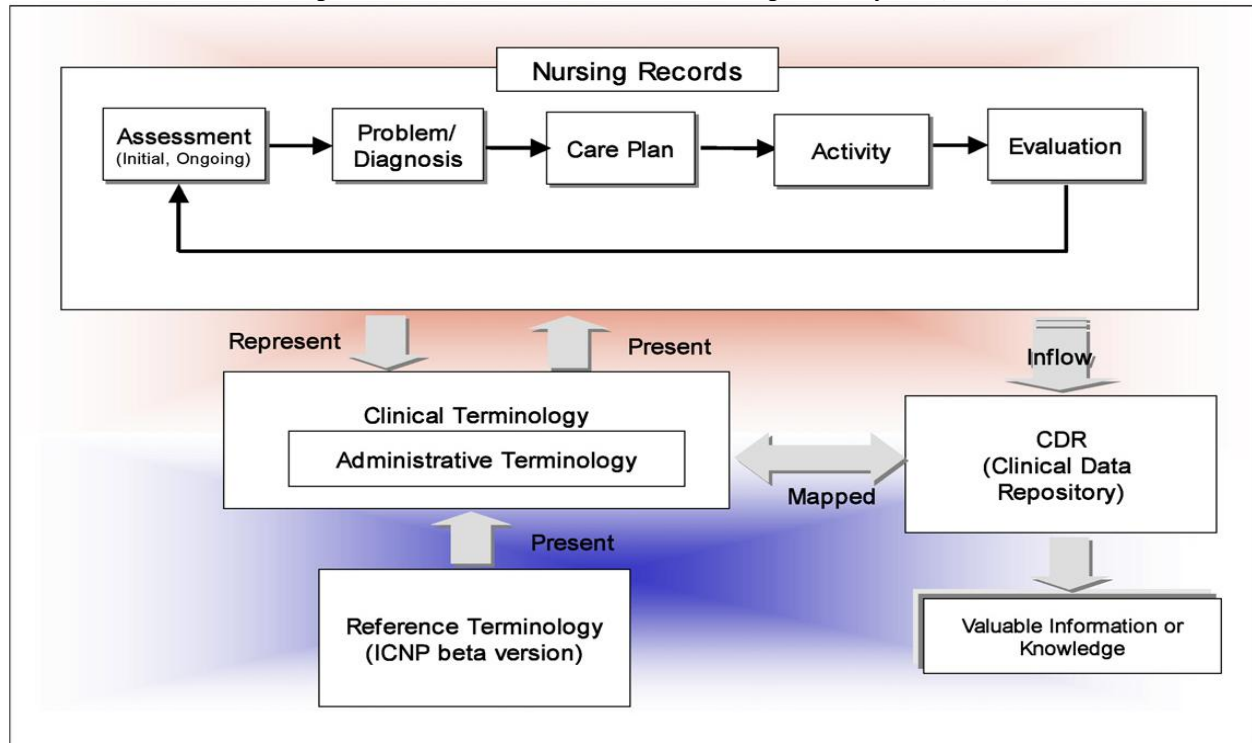 Nursing Records
Assessment
(Initial, Ongoing)
Problem/
Diagnosis
Care Plan
Activity
Evaluation
Represent
Present
Inflow
Clinical Terminology
Administrative Terminology
Mapped
CDR
(Clinical Data
Repository)
Present
Reference Terminology
(ICNP beta version)
Valuable Information or
Knowledge